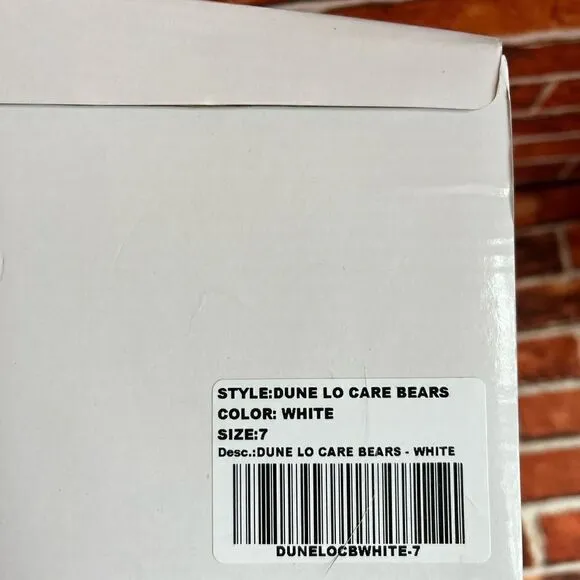 STYLE:DUNE LO CARE BEARS
COLOR: WHITE
SIZE:7
Desc.:DUNE LO CARE BEARS - WHITE
DUNELOCBWHITE-7